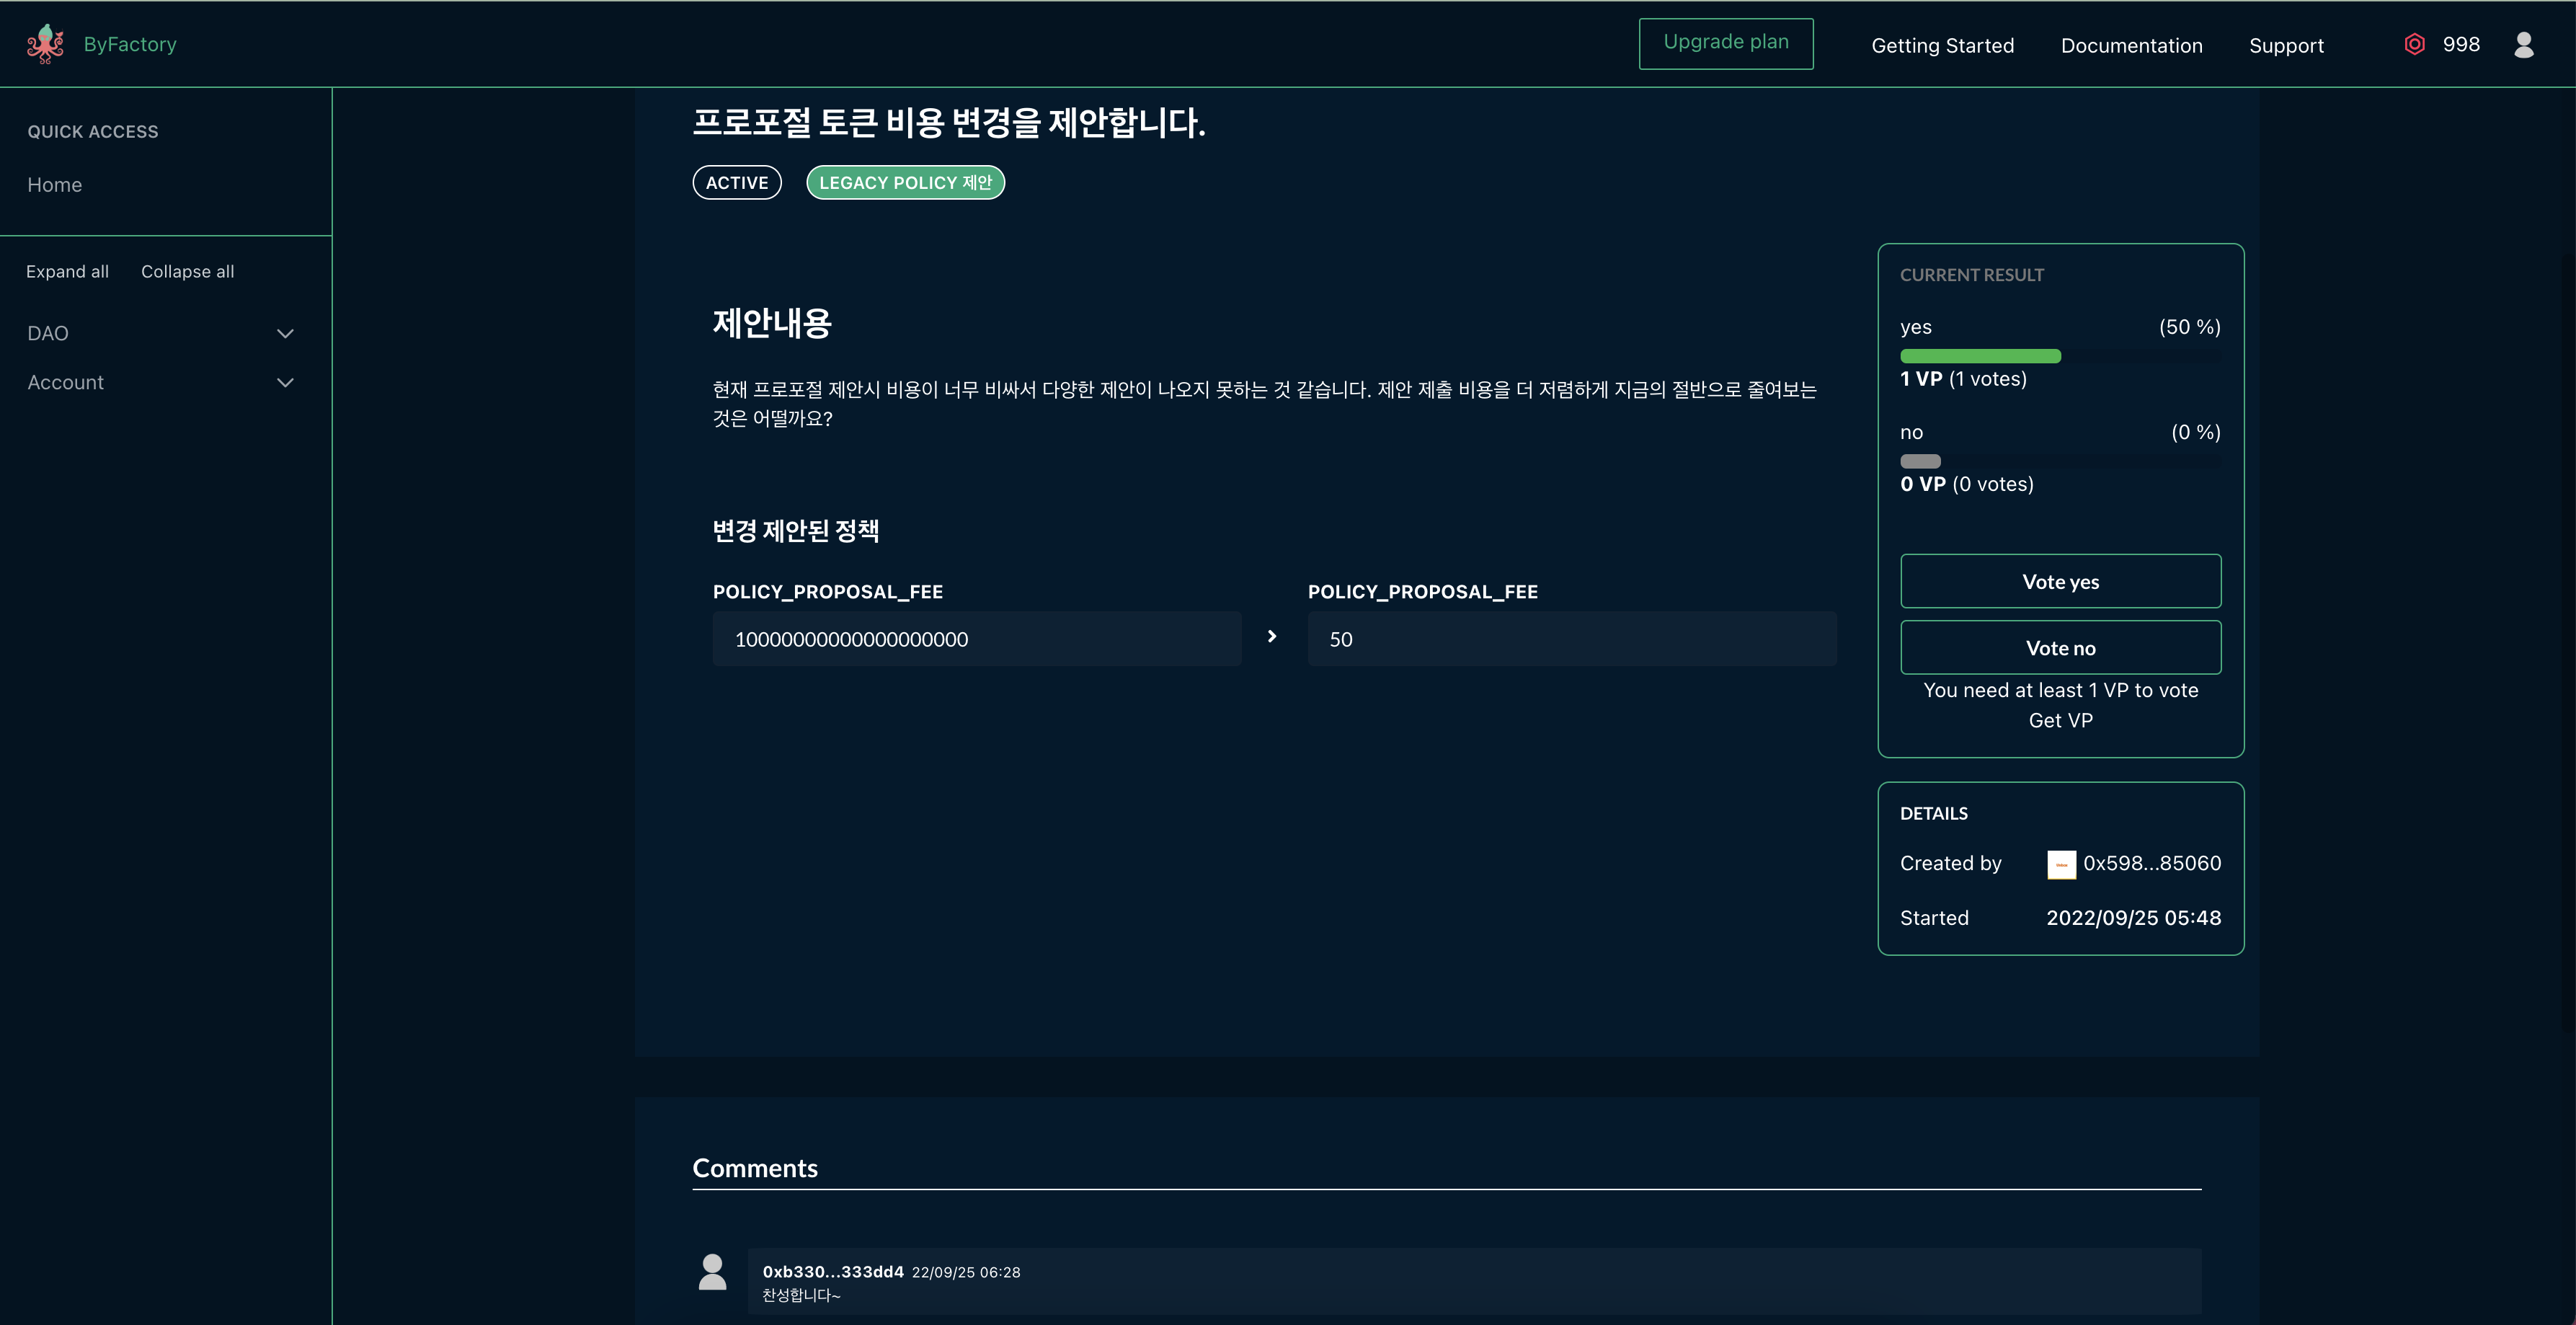 ByFactory
Upgrade plan
Getting Started
Documentation
Support
998
QUICK ACCESS
Home
Expand all
Collapse all
DAO
Account
프로포절 토큰 비용 변경을 제안합니다.
ACTIVE
LEGACY POLICY 제안
제안내용
현재 프로포절 제안시 비용이 너무 비싸서 다양한 제안이 나오지 못하는 것 같습니다. 제안 제출 비용을 더 저렴하게 지금의 절반으로 줄여보는
것은 어떨까요?
변경 제안된 정책
POLICY_PROPOSAL_FEE
POLICY_PROPOSAL_FEE
100000000000000000000
50
CURRENT RESULT
yes (50 %)
1 VP (1 votes)
no (0 %)
0 VP (0 votes)
Vote yes
Vote no
You need at least 1 VP to vote
Get VP
DETAILS
Created by 0x598...85060
Started 2022/09/25 05:48
Comments
0xb330...333dd4 22/09/25 06:28
찬성합니다~